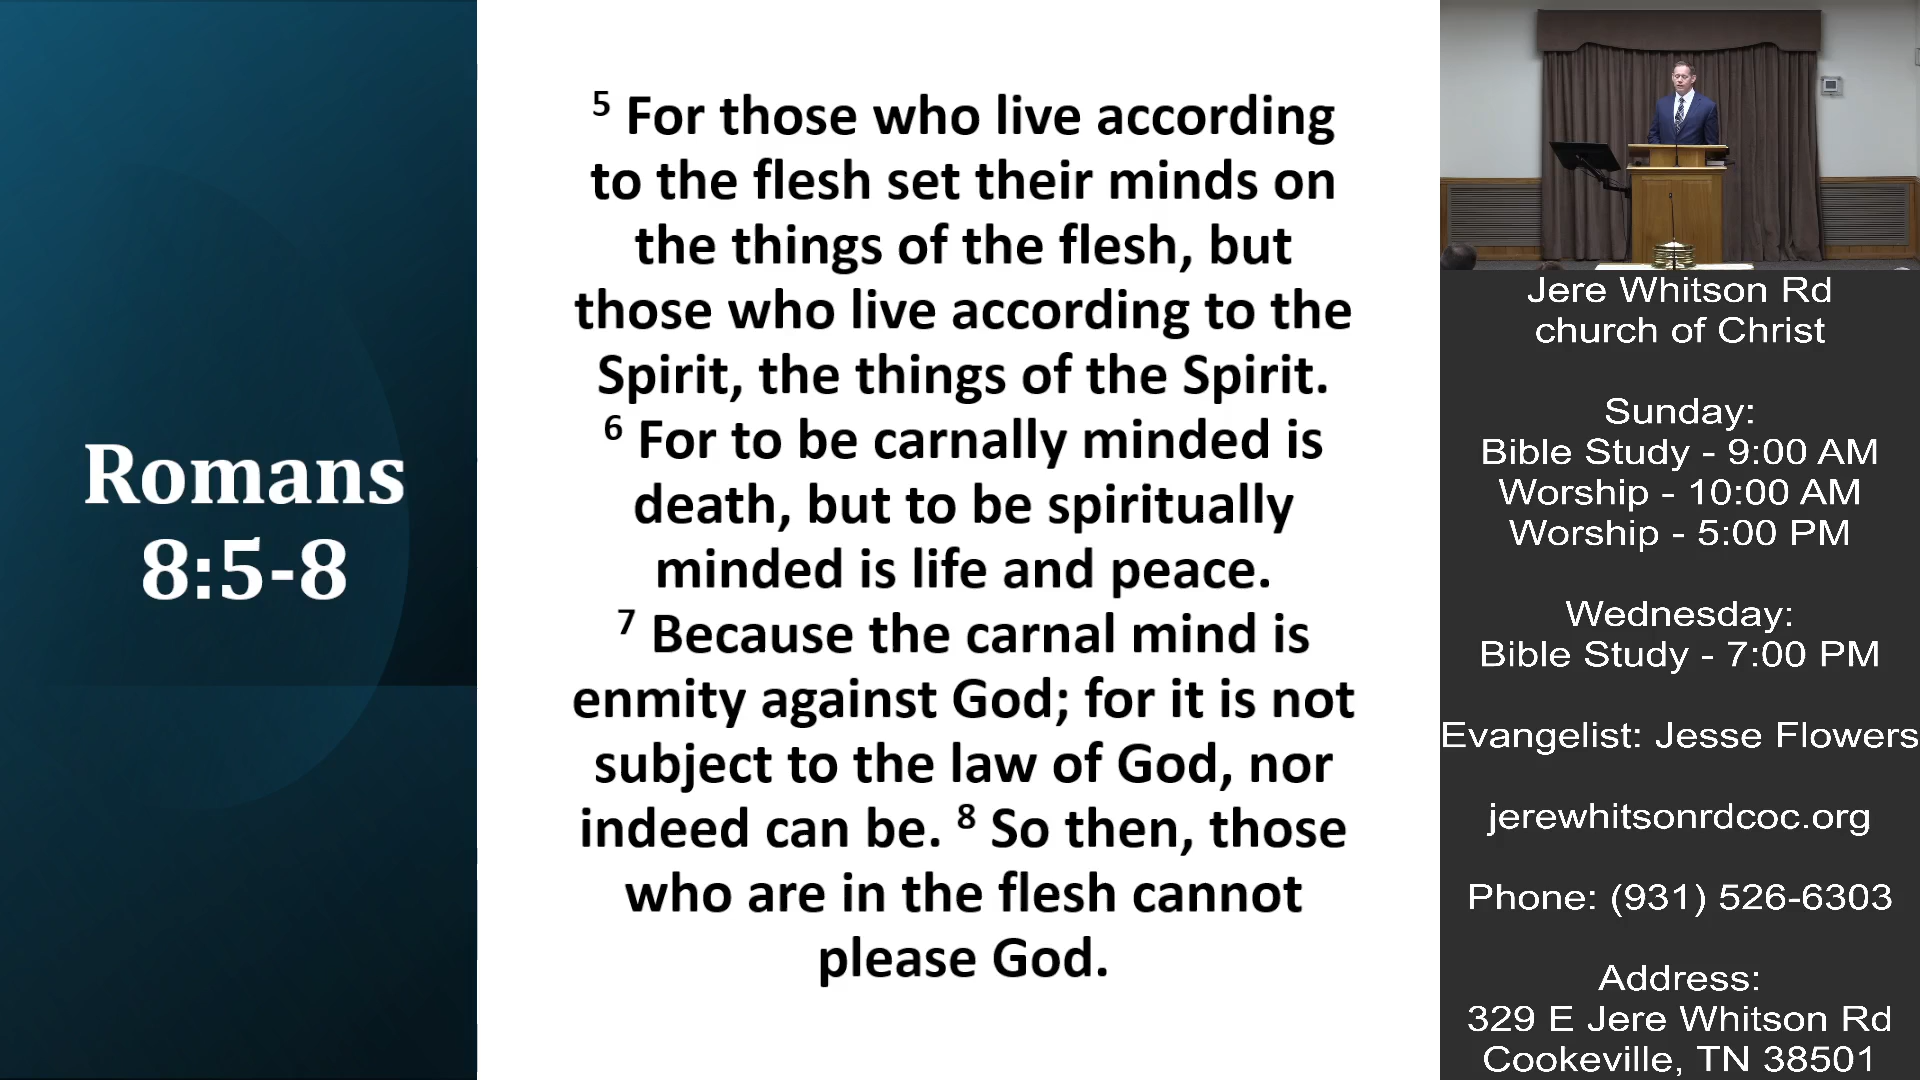 Romans
8:5-8
5 For those who live according
to the flesh set their minds on
the things of the flesh, but
those who live according to the
Spirit, the things of the Spirit.
6 For to be carnally minded is
death, but to be spiritually
minded is life and peace.
7 Because the carnal mind is
enmity against God; for it is not
subject to the law of God, nor
indeed can be. 8 So then, those
who are in the flesh cannot
please God.
Jere Whitson Rd
church of Christ
Sunday:
Bible Study - 9:00 AM
Worship - 10:00 AM
Worship - 5:00 PM
Wednesday:
Bible Study - 7:00 PM
Evangelist: Jesse Flowers
jerewhitsonrdcoc.org
Phone: (931) 526-6303
Address:
329 E Jere Whitson Rd
Cookeville, TN 38501